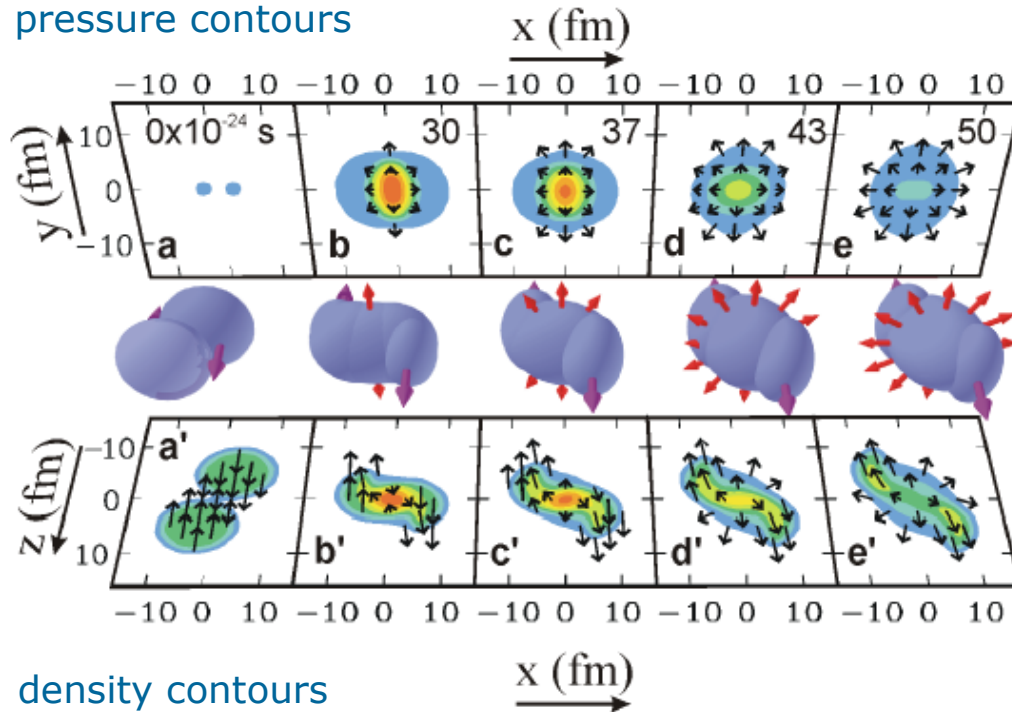 pressure contours
x (fm)
−10 0 10 −10 0 10 −10 0 10 −10 0 10 −10 0 10
y (fm)
10
0
−10
0x10⁻²⁴ s 30 37 43 50
a b c d e
z (fm)
−10
0
10
a' b' c' d' e'
−10 0 10 −10 0 10 −10 0 10 −10 0 10 −10 0 10
x (fm)
density contours